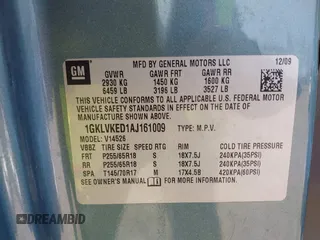 GM
MFD BY GENERAL MOTORS LLC 12/09
GVWR GAWR FRT GAWR RR
2930 KG 1450 KG 1600 KG
6459 LB 3196 LB 3527 LB
THIS VEHICLE CONFORMS TO ALL APPLICABLE U.S. FEDERAL MOTOR
VEHICLE SAFETY STANDARDS IN EFFECT ON THE DATE OF
MANUFACTURE SHOWN ABOVE.
1GKLVKED1AJ161009 TYPE: M.P.V.
MODEL: V14526
VBBZ TIRE SIZE SPEED RTG RIM COLD TIRE PRESSURE
FRT P255/65R18 S 18X7.5J 240KPA(35PSI)
RR P255/65R18 S 18X7.5J 240KPA(35PSI)
SPA T145/70R17 M 17X4.5B 420KPA(60PSI)
SEE OWNER'S MANUAL FOR MORE INFORMATION
DREAMBID